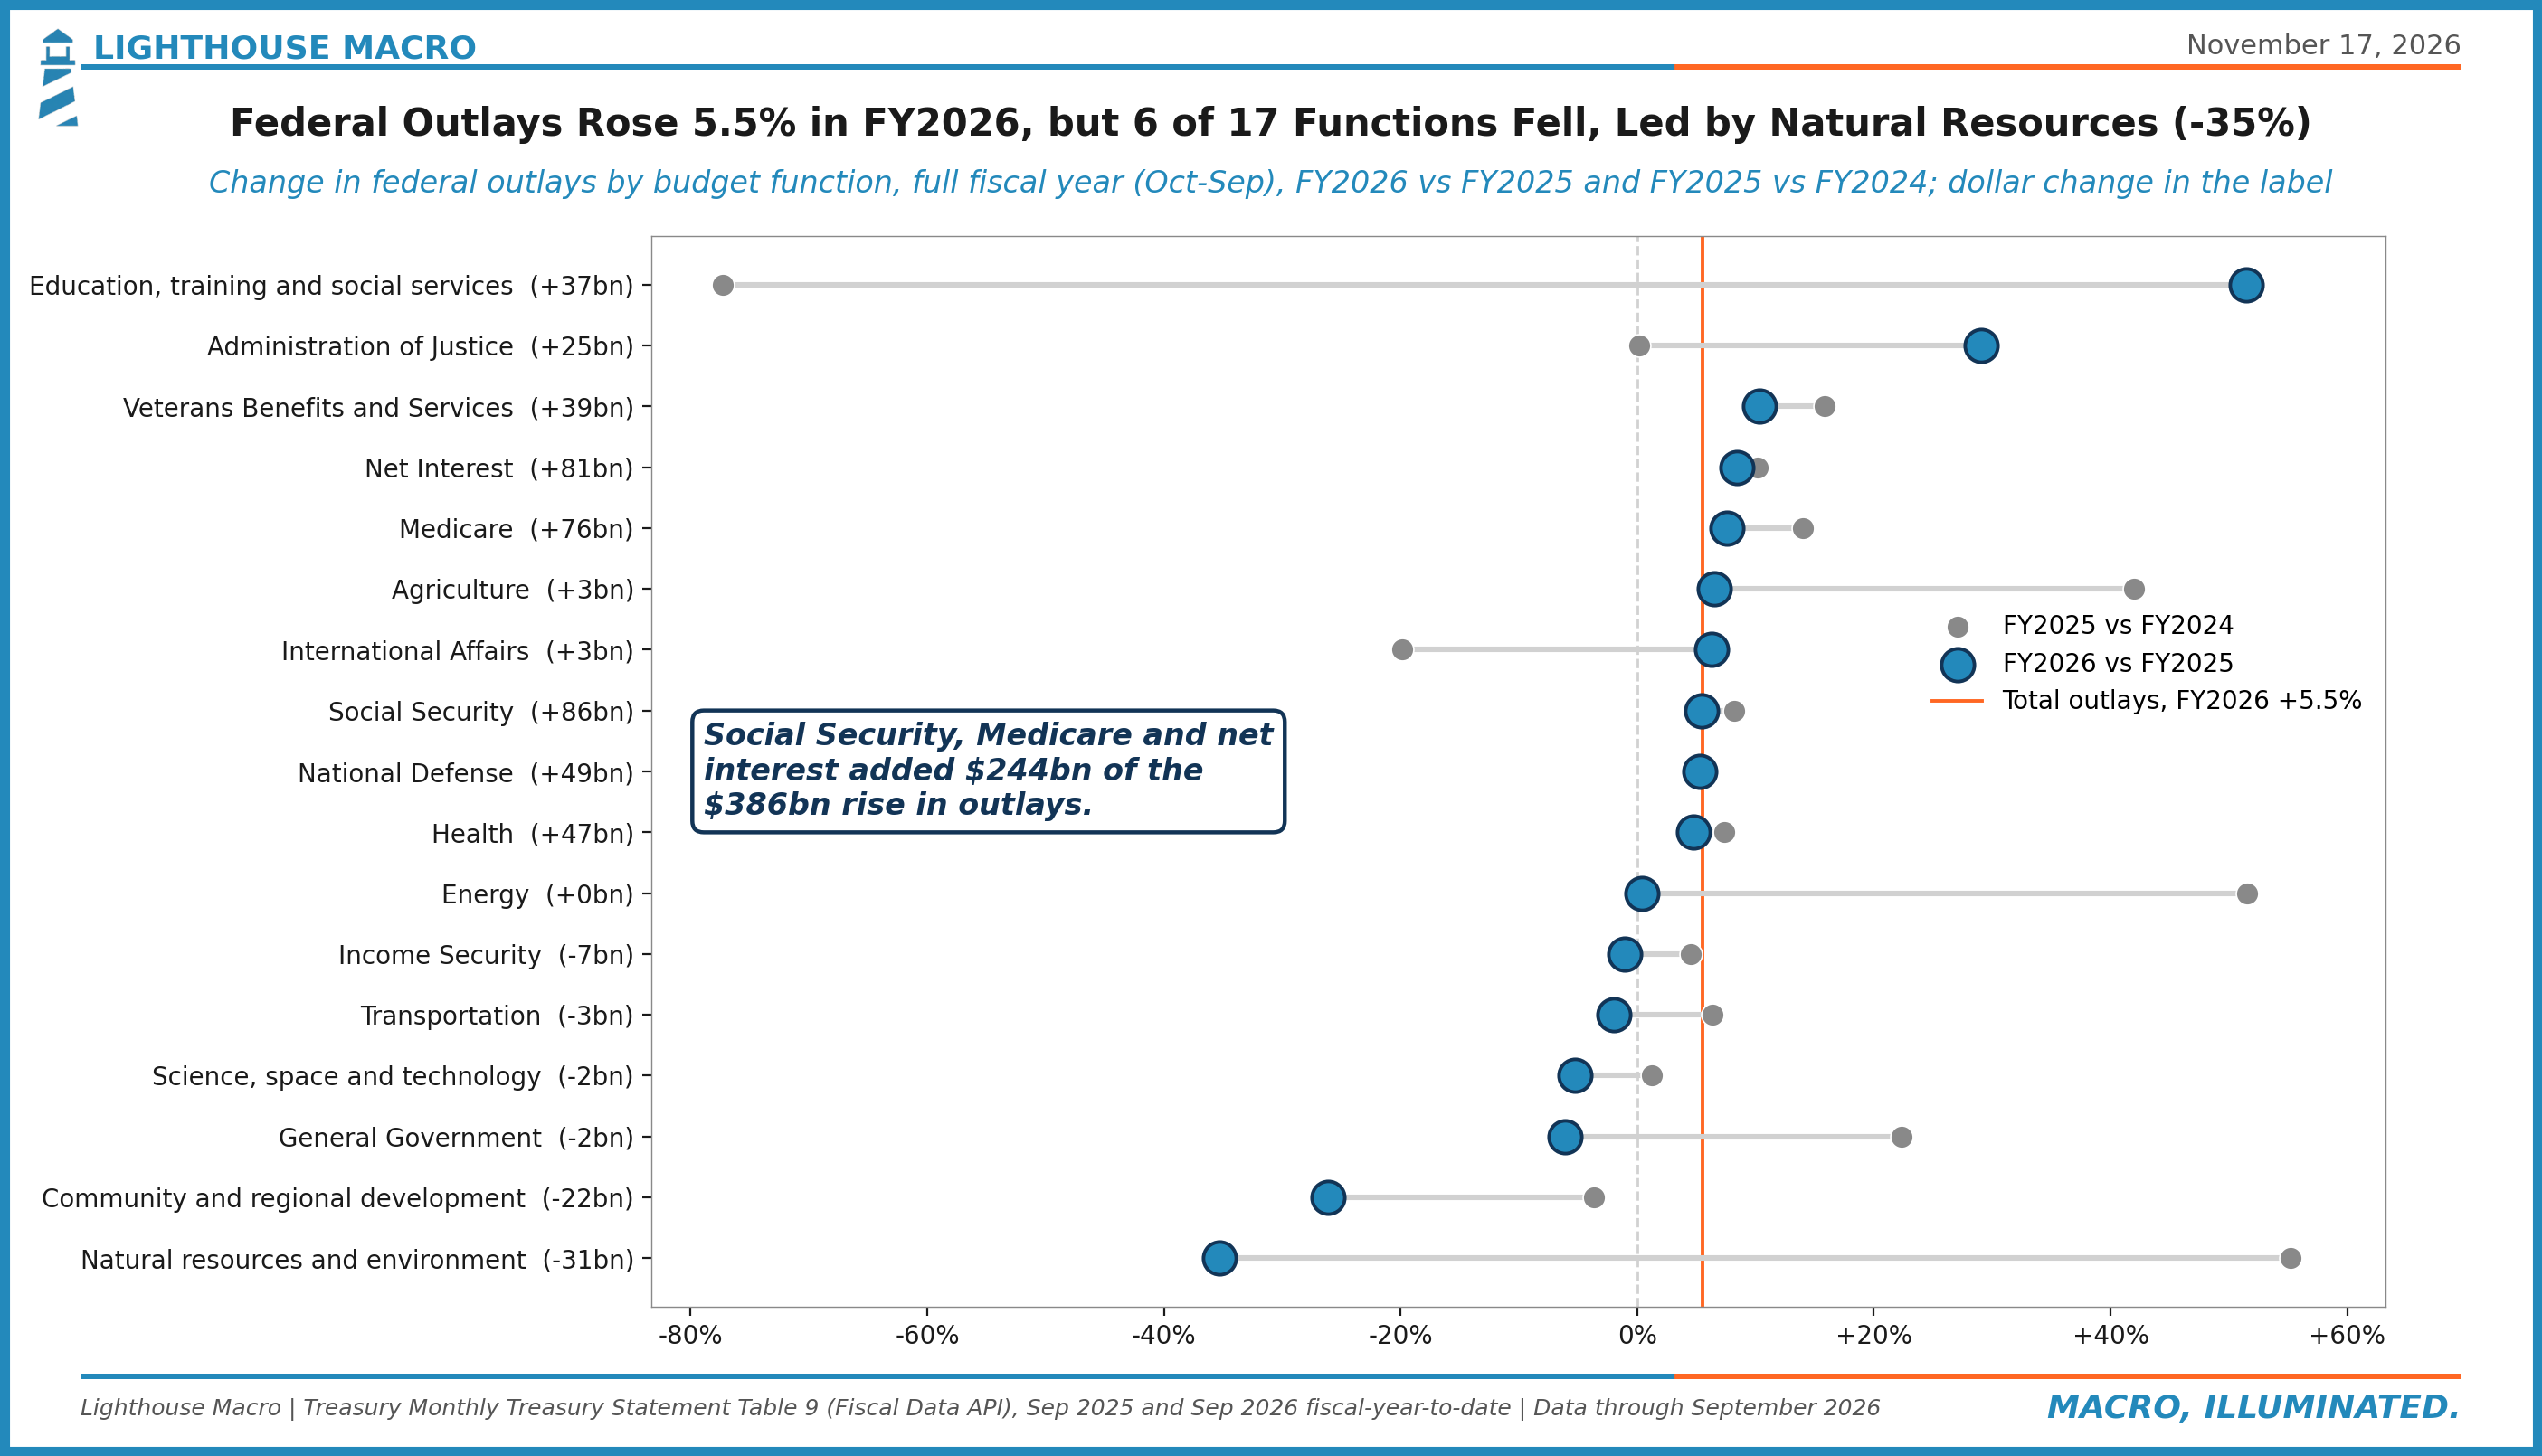 LIGHTHOUSE MACRO
November 17, 2026
Federal Outlays Rose 5.5% in FY2026, but 6 of 17 Functions Fell, Led by Natural Resources (-35%)
Change in federal outlays by budget function, full fiscal year (Oct-Sep), FY2026 vs FY2025 and FY2025 vs FY2024; dollar change in the label
Education, training and social services (+37bn)
Administration of Justice (+25bn)
Veterans Benefits and Services (+39bn)
Net Interest (+81bn)
Medicare (+76bn)
Agriculture (+3bn)
International Affairs (+3bn)
Social Security (+86bn)
National Defense (+49bn)
Health (+47bn)
Energy (+0bn)
Income Security (-7bn)
Transportation (-3bn)
Science, space and technology (-2bn)
General Government (-2bn)
Community and regional development (-22bn)
Natural resources and environment (-31bn)
FY2025 vs FY2024
FY2026 vs FY2025
Total outlays, FY2026 +5.5%
Social Security, Medicare and net
interest added $244bn of the
$386bn rise in outlays.
-80%
-60%
-40%
-20%
0%
+20%
+40%
+60%
Lighthouse Macro | Treasury Monthly Treasury Statement Table 9 (Fiscal Data API), Sep 2025 and Sep 2026 fiscal-year-to-date | Data through September 2026
MACRO, ILLUMINATED.